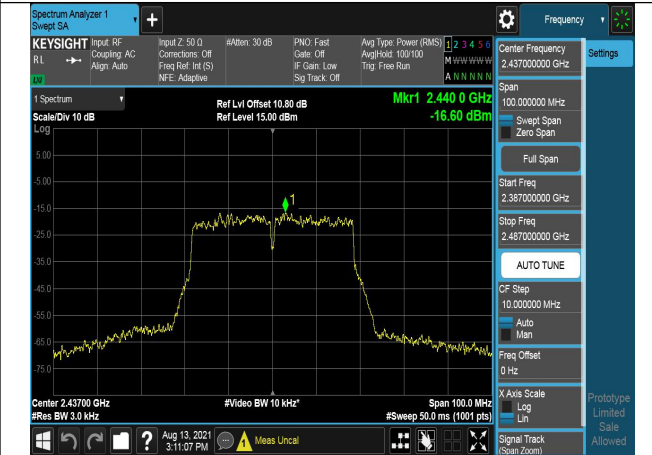 Spectrum Analyzer 1
Swept SA
+
Frequency
KEYSIGHT
RL
Input: RF
Coupling: AC
Align: Auto
Input Z: 50 Ω
Corrections: Off
Freq Ref: Int (S)
NFE: Adaptive
#Atten: 30 dB
PNO: Fast
Gate: Off
IF Gain: Low
Sig Track: Off
Avg Type: Power (RMS)
Avg|Hold: 100/100
Trig: Free Run
1 2 3 4 5 6
M W W W W W
A N N N N N
LNI
1 Spectrum
Scale/Div 10 dB
Log
Ref Lvl Offset 10.80 dB
Ref Level 15.00 dBm
Mkr1 2.440 0 GHz
-16.60 dBm
5.00
-5.00
-15.0
-25.0
-35.0
-45.0
-55.0
-65.0
-75.0
1
Center 2.43700 GHz
#Res BW 3.0 kHz
#Video BW 10 kHz*
Span 100.0 MHz
#Sweep 50.0 ms (1001 pts)
?
Aug 13, 2021
3:11:07 PM
Meas Uncal
Center Frequency
2.437000000 GHz
Settings
Span
100.000000 MHz
Swept Span
Zero Span
Full Span
Start Freq
2.387000000 GHz
Stop Freq
2.487000000 GHz
AUTO TUNE
CF Step
10.000000 MHz
Auto
Man
Freq Offset
0 Hz
X Axis Scale
Log
Lin
Signal Track
(Span Zoom)
Prototype
Limited
Sale
Allowed